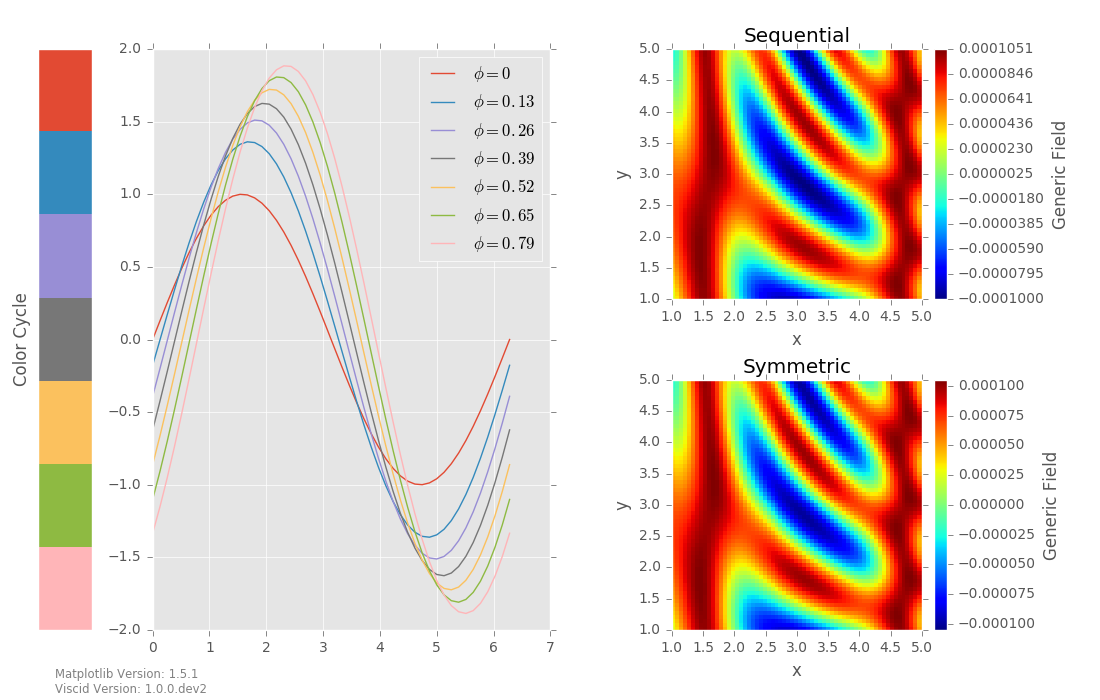 Color Cycle
2.0
1.5
1.0
0.5
0.0
−0.5
−1.0
−1.5
−2.0
0 1 2 3 4 5 6 7
ϕ = 0
ϕ = 0.13
ϕ = 0.26
ϕ = 0.39
ϕ = 0.52
ϕ = 0.65
ϕ = 0.79
Sequential
y
5.0
4.5
4.0
3.5
3.0
2.5
2.0
1.5
1.0
1.0 1.5 2.0 2.5 3.0 3.5 4.0 4.5 5.0
x
0.0001051
0.0000846
0.0000641
0.0000436
0.0000230
0.0000025
−0.0000180
−0.0000385
−0.0000590
−0.0000795
−0.0001000
Generic Field
Symmetric
y
5.0
4.5
4.0
3.5
3.0
2.5
2.0
1.5
1.0
1.0 1.5 2.0 2.5 3.0 3.5 4.0 4.5 5.0
x
0.000100
0.000075
0.000050
0.000025
0.000000
−0.000025
−0.000050
−0.000075
−0.000100
Generic Field
Matplotlib Version: 1.5.1
Viscid Version: 1.0.0.dev2